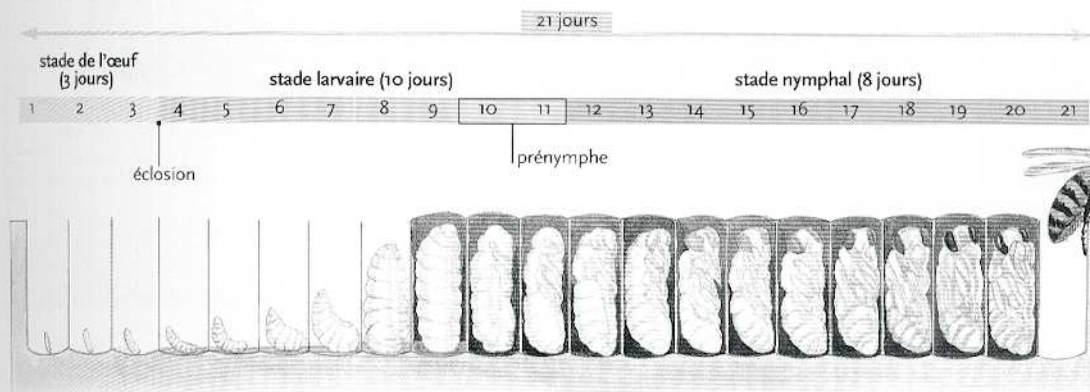 21 jours
stade de l'œuf
(3 jours)
stade larvaire (10 jours)
stade nymphal (8 jours)
1 2 3 4 5 6 7 8 9 10 11 12 13 14 15 16 17 18 19 20 21
éclosion
prénymphe